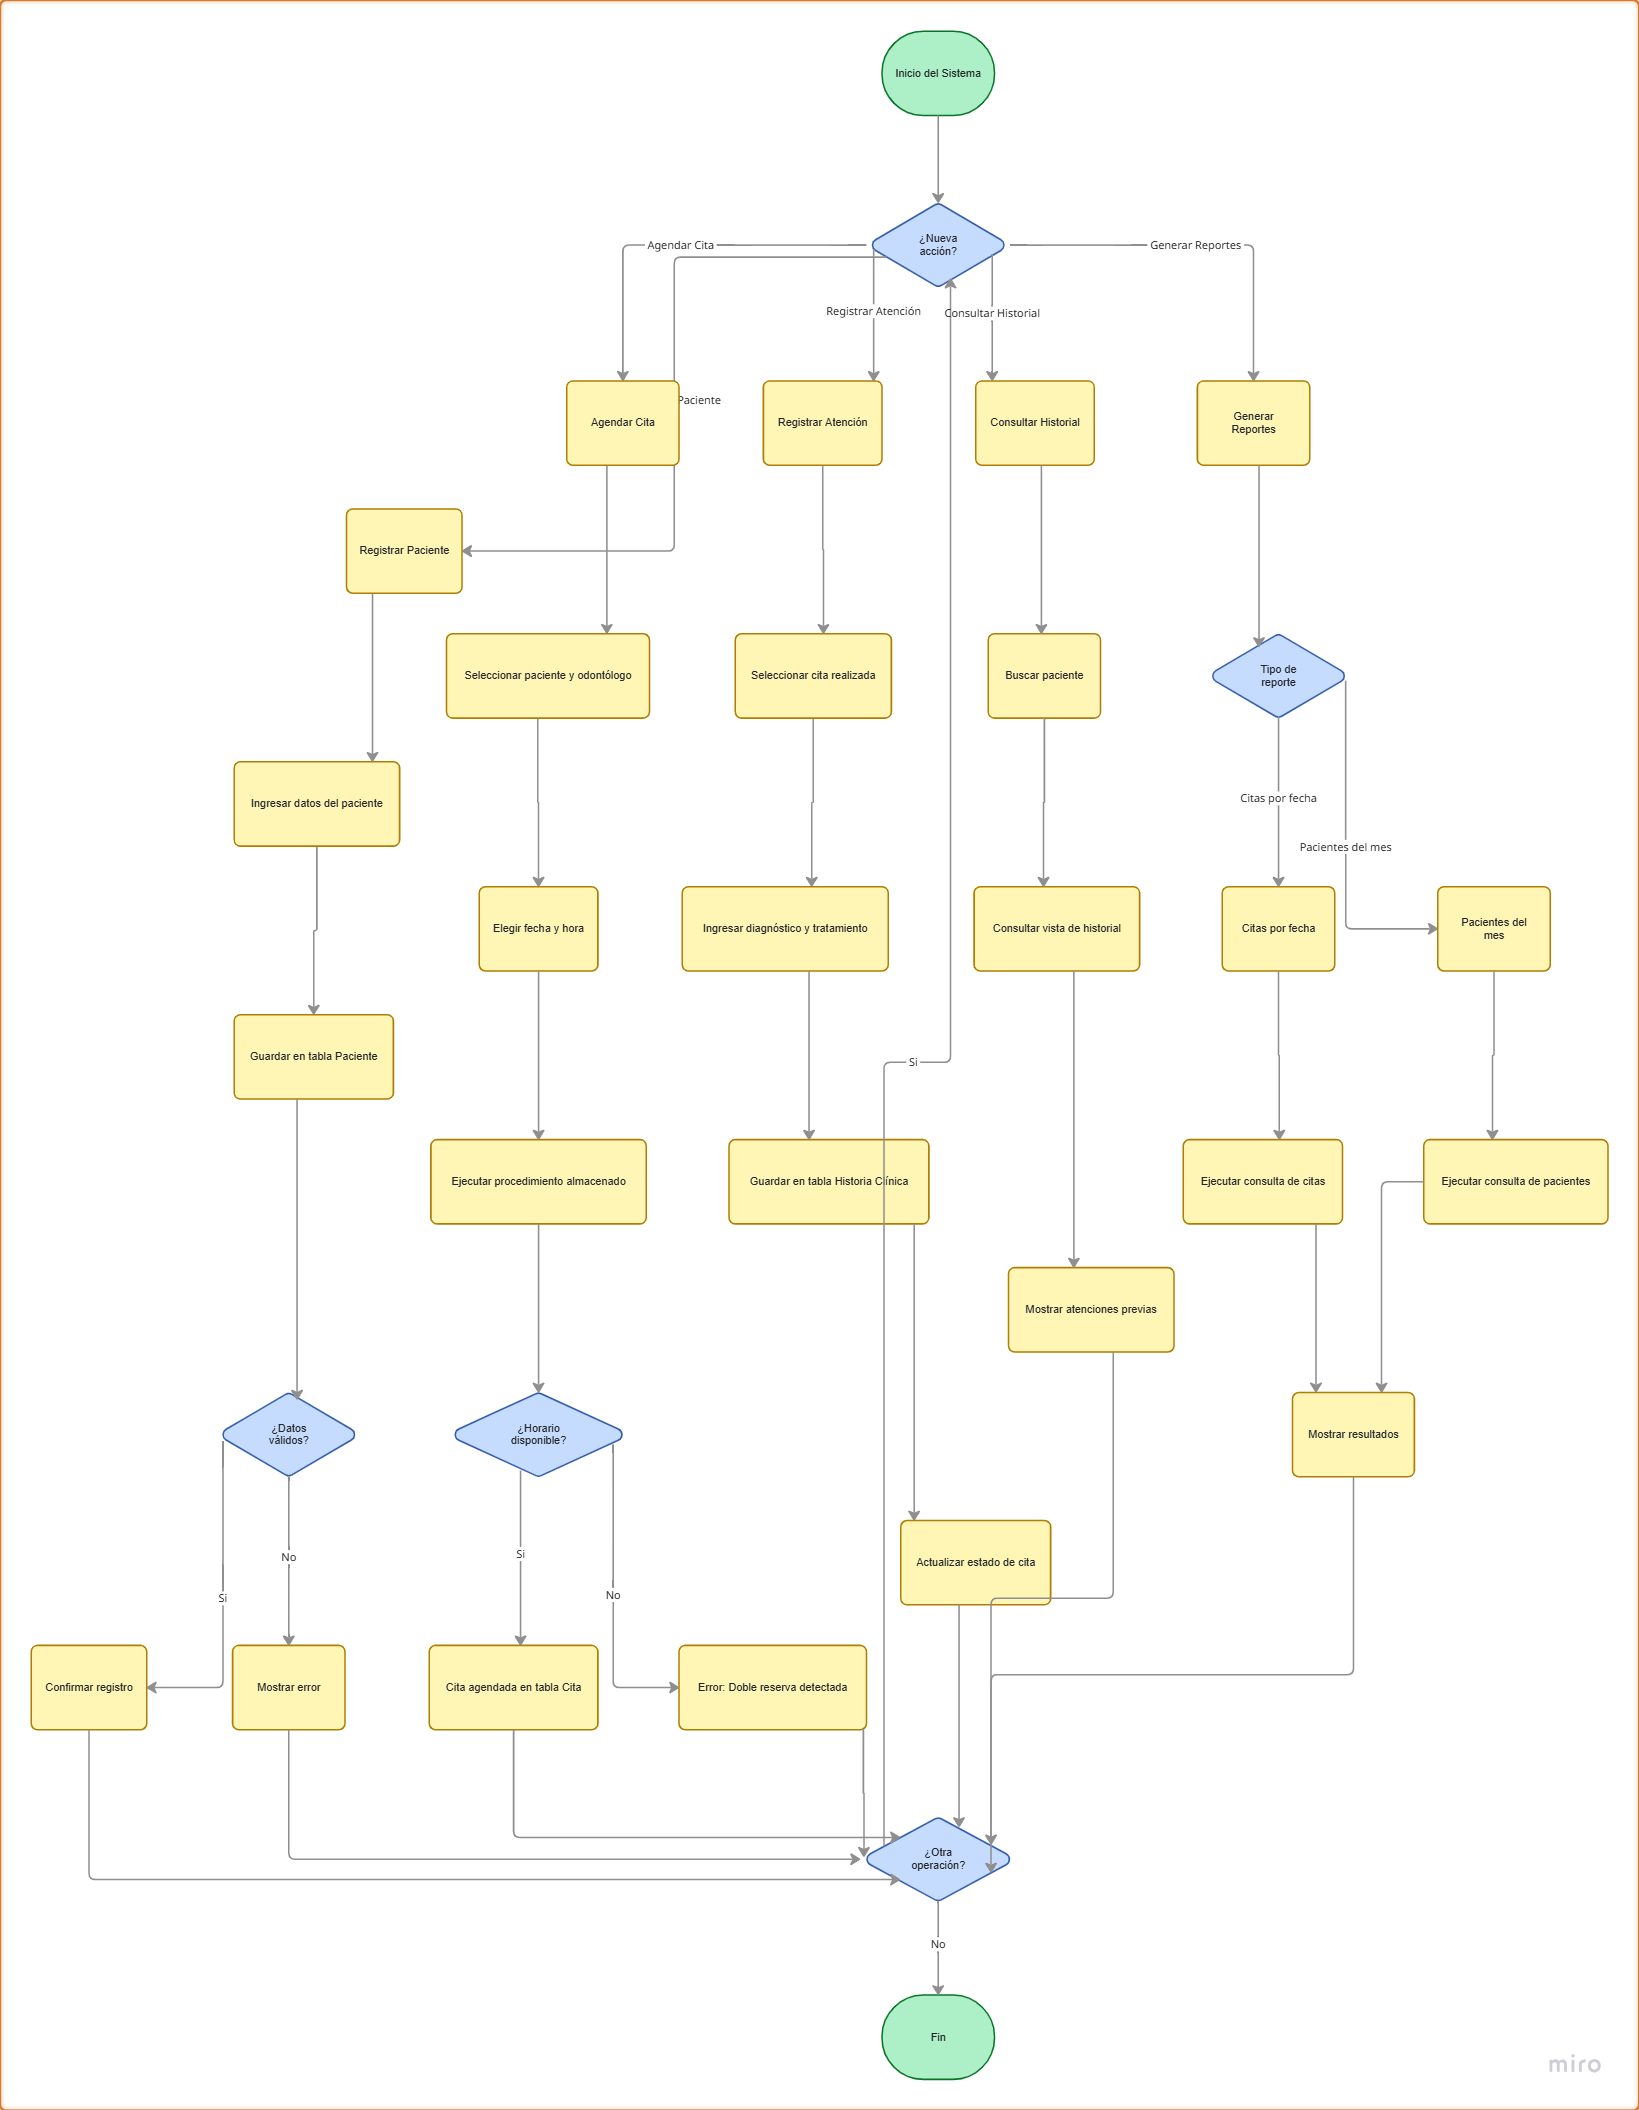 Inicio del Sistema
¿Nueva
acción?
Agendar Cita
Generar Reportes
Registrar Atención
Consultar Historial
Paciente
Agendar Cita
Registrar Atención
Consultar Historial
Generar
Reportes
Registrar Paciente
Seleccionar paciente y odontólogo
Seleccionar cita realizada
Buscar paciente
Tipo de
reporte
Ingresar datos del paciente
Citas por fecha
Pacientes del mes
Elegir fecha y hora
Ingresar diagnóstico y tratamiento
Consultar vista de historial
Citas por fecha
Pacientes del
mes
Guardar en tabla Paciente
Si
Ejecutar procedimiento almacenado
Guardar en tabla Historia Clínica
Ejecutar consulta de citas
Ejecutar consulta de pacientes
Mostrar atenciones previas
¿Datos
válidos?
¿Horario
disponible?
Mostrar resultados
No
Si
Si
No
Actualizar estado de cita
Confirmar registro
Mostrar error
Cita agendada en tabla Cita
Error: Doble reserva detectada
¿Otra
operación?
No
Fin
miro